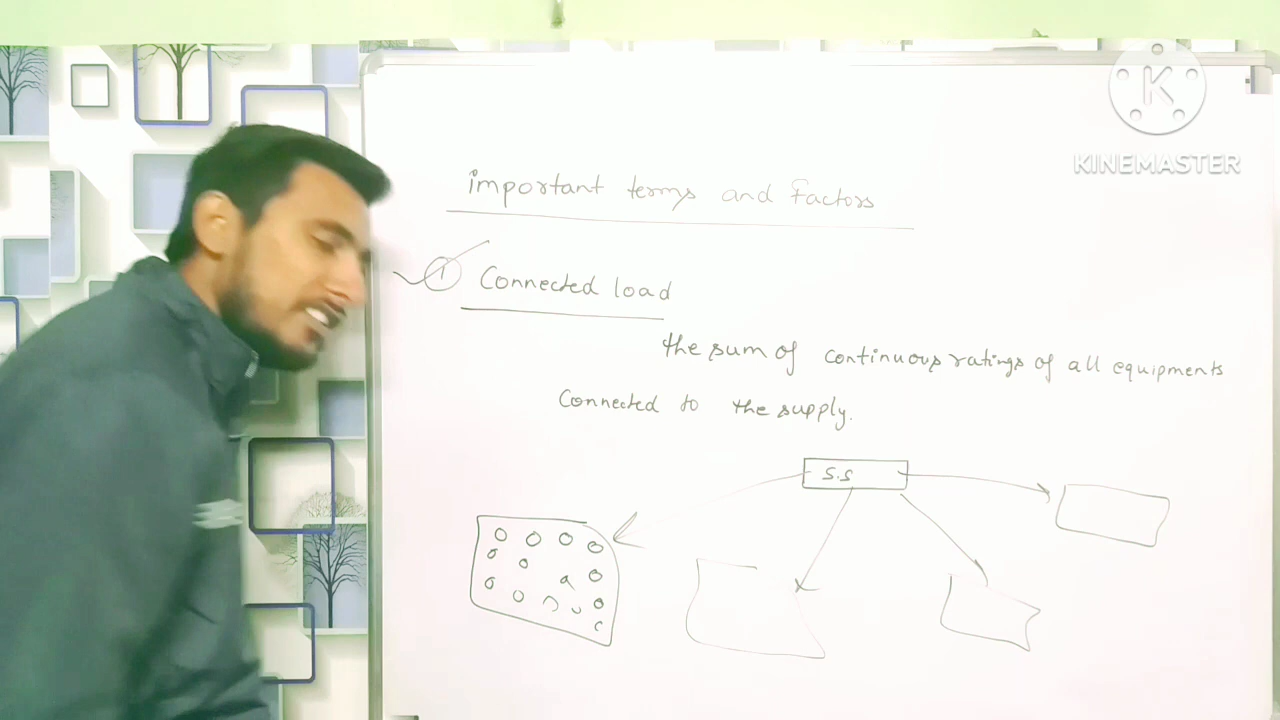 important terms and Factors
① Connected load
the sum of continuous ratings of all equipments
Connected to the supply.
S.S
K
KINEMASTER